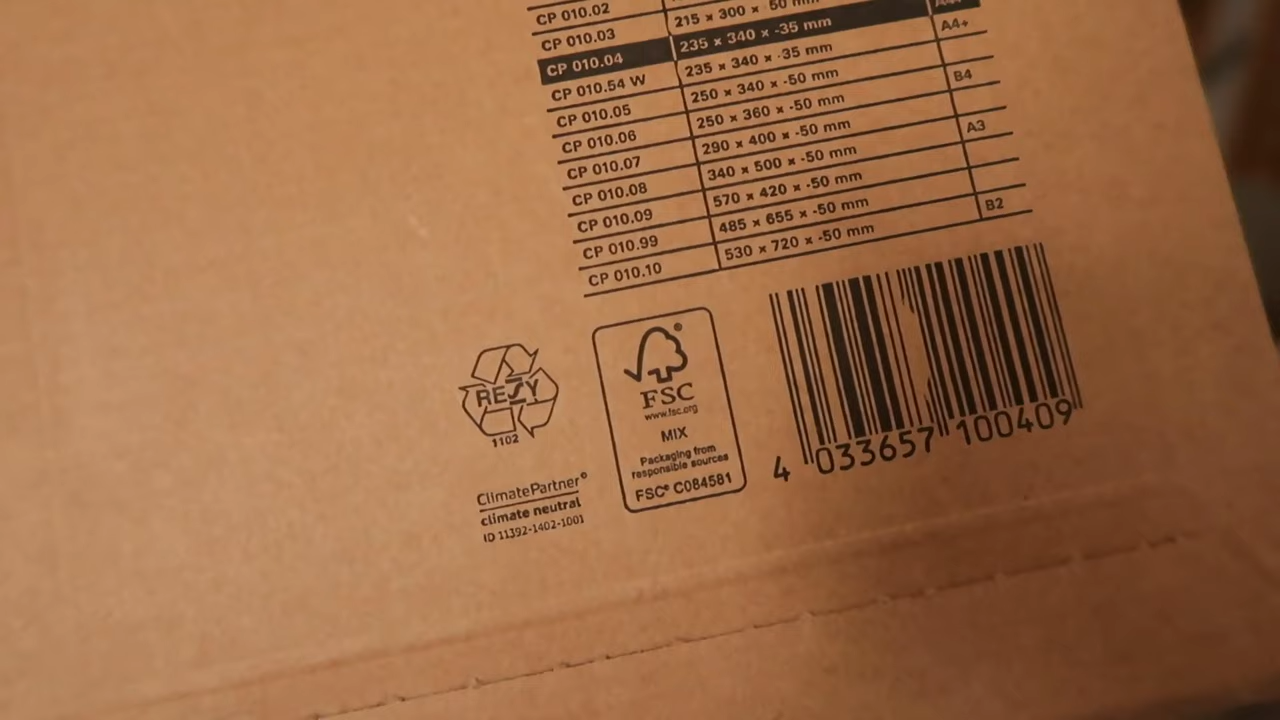 CP 010.02
CP 010.03 215 × 300 × -50 mm
CP 010.04 235 × 340 × -35 mm A4+
CP 010.54 W 235 × 340 × -35 mm A4+
CP 010.05 250 × 340 × -50 mm
CP 010.06 250 × 360 × -50 mm B4
CP 010.07 290 × 400 × -50 mm
CP 010.08 340 × 500 × -50 mm A3
CP 010.09 570 × 420 × -50 mm
CP 010.99 485 × 655 × -50 mm
CP 010.10 530 × 720 × -50 mm B2
RESY
1102
ClimatePartner°
climate neutral
ID 11392-1402-1001
®
FSC
www.fsc.org
MIX
Packaging from
responsible sources
FSC® C084581
4 033657 100409